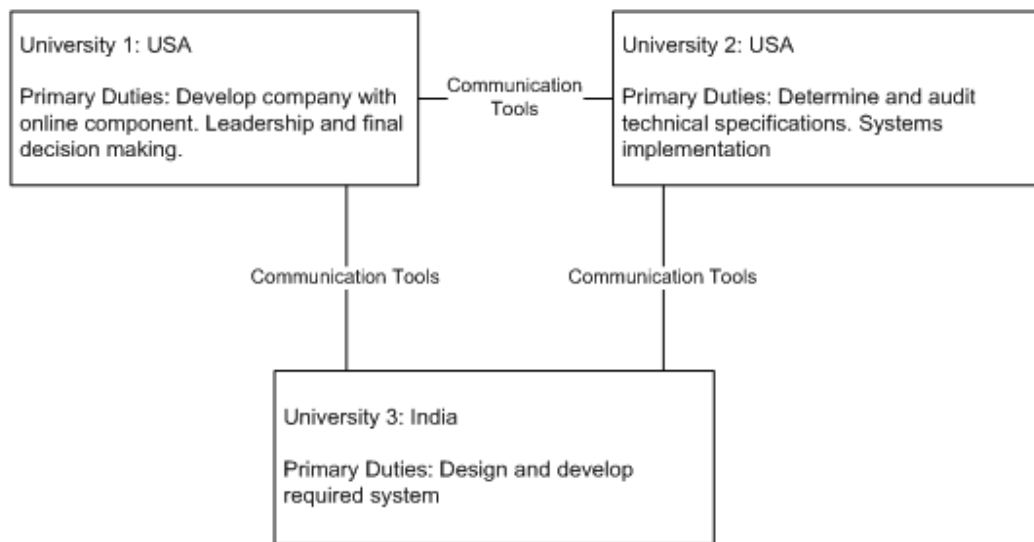 University 1: USA
Primary Duties: Develop company with
online component. Leadership and final
decision making.
Communication
Tools
University 2: USA
Primary Duties: Determine and audit
technical specifications. Systems
implementation
Communication Tools
Communication Tools
University 3: India
Primary Duties: Design and develop
required system